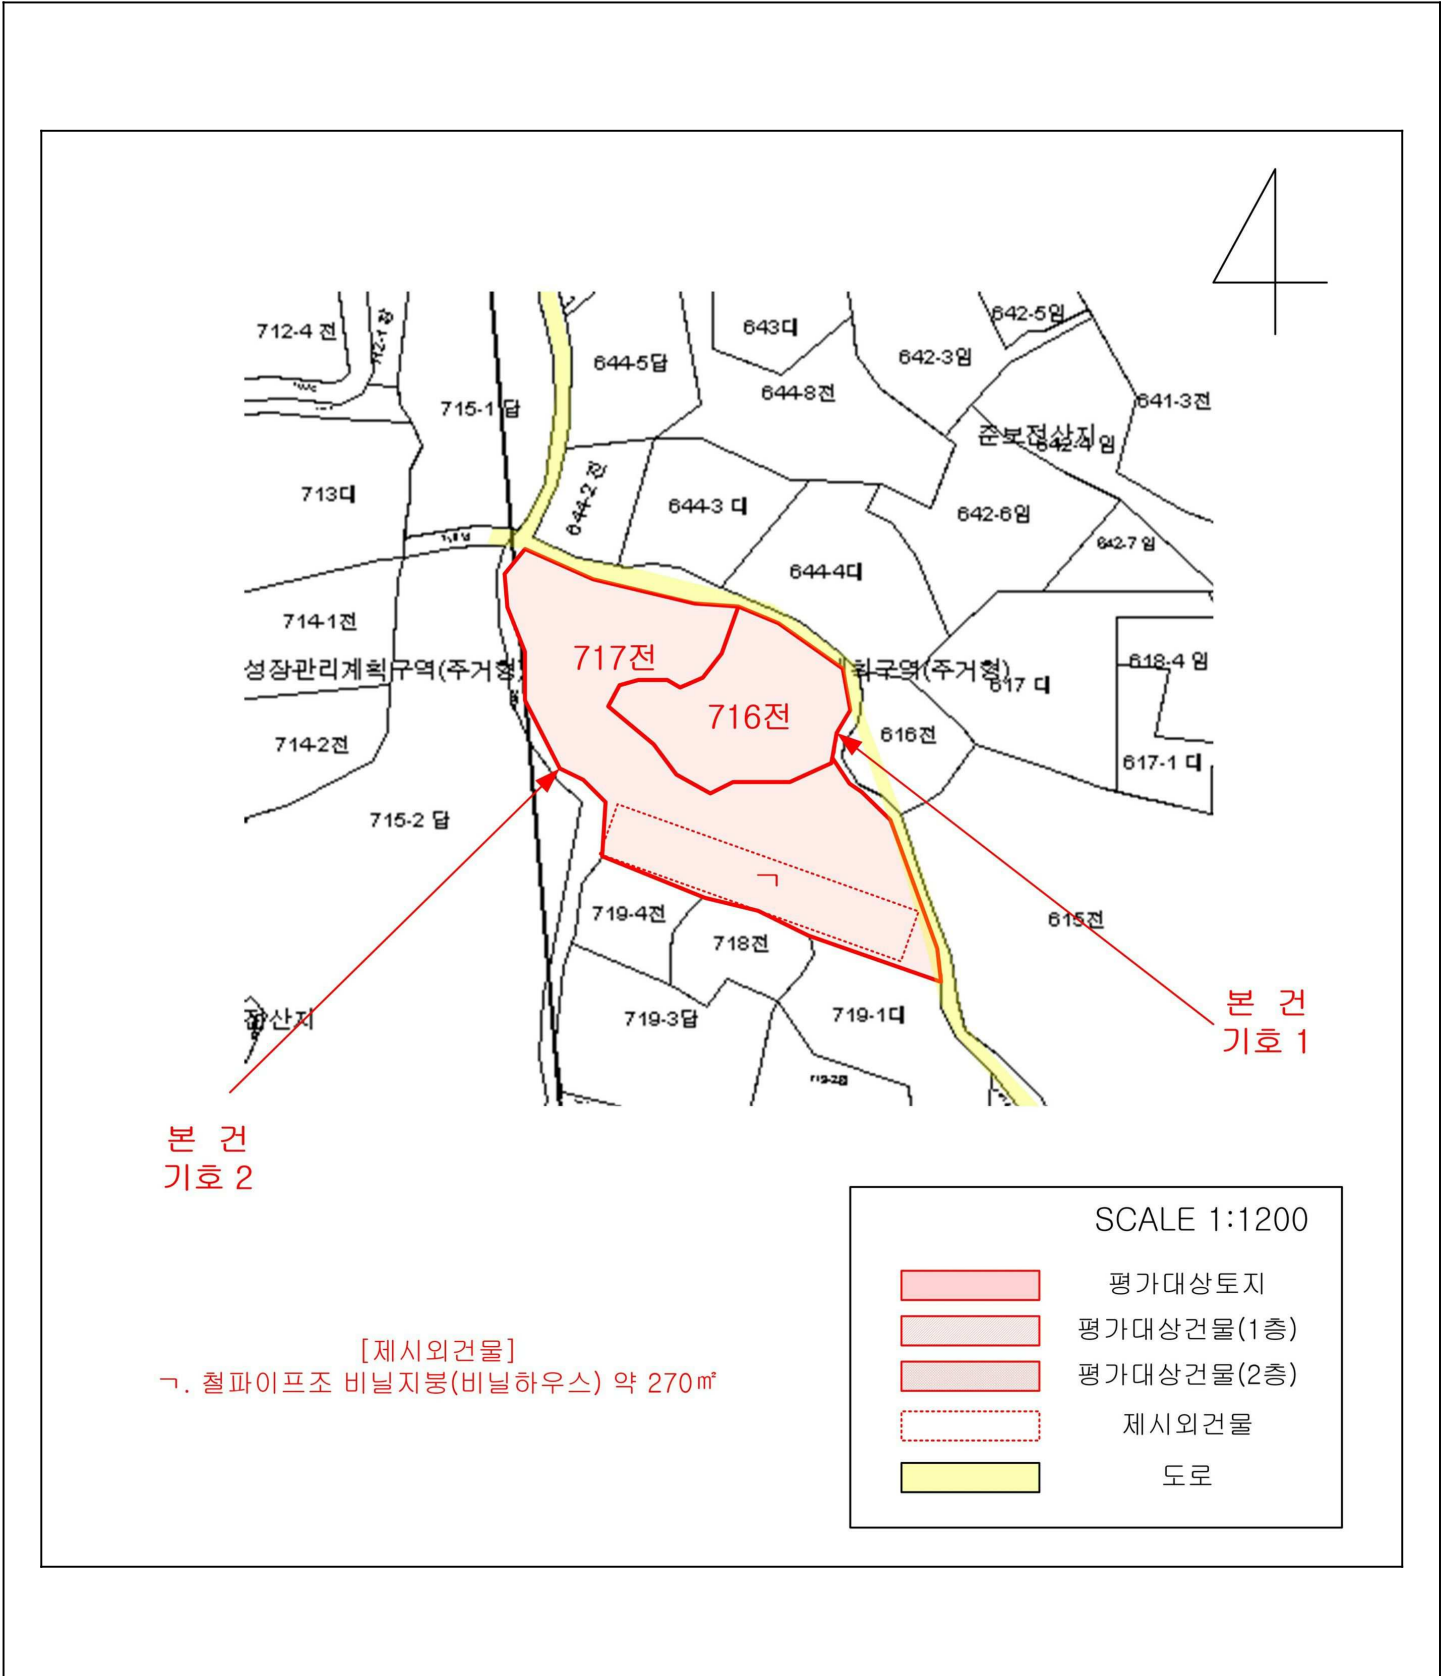 642-5임
712-4 전
643대
642-3임
644-5답
644-8전
641-3전
715-1 답
준보전산지
642-4 임
713대
644-2 전
644-3 대
642-6임
642-7 임
644-4대
714-1전
717전
성장관리계획구역(주거형)
획구역(주거형)
618-4 임
617 대
716전
714-2전
616전
617-1 대
715-2 답
ㄱ
719-4전
615전
718전
산지
719-3답
719-1대
본 건
기호 1
본 건
기호 2
SCALE 1:1200
평가대상토지
평가대상건물(1층)
평가대상건물(2층)
제시외건물
도로
[제시외건물]
ㄱ. 철파이프조 비닐지붕(비닐하우스) 약 270㎡